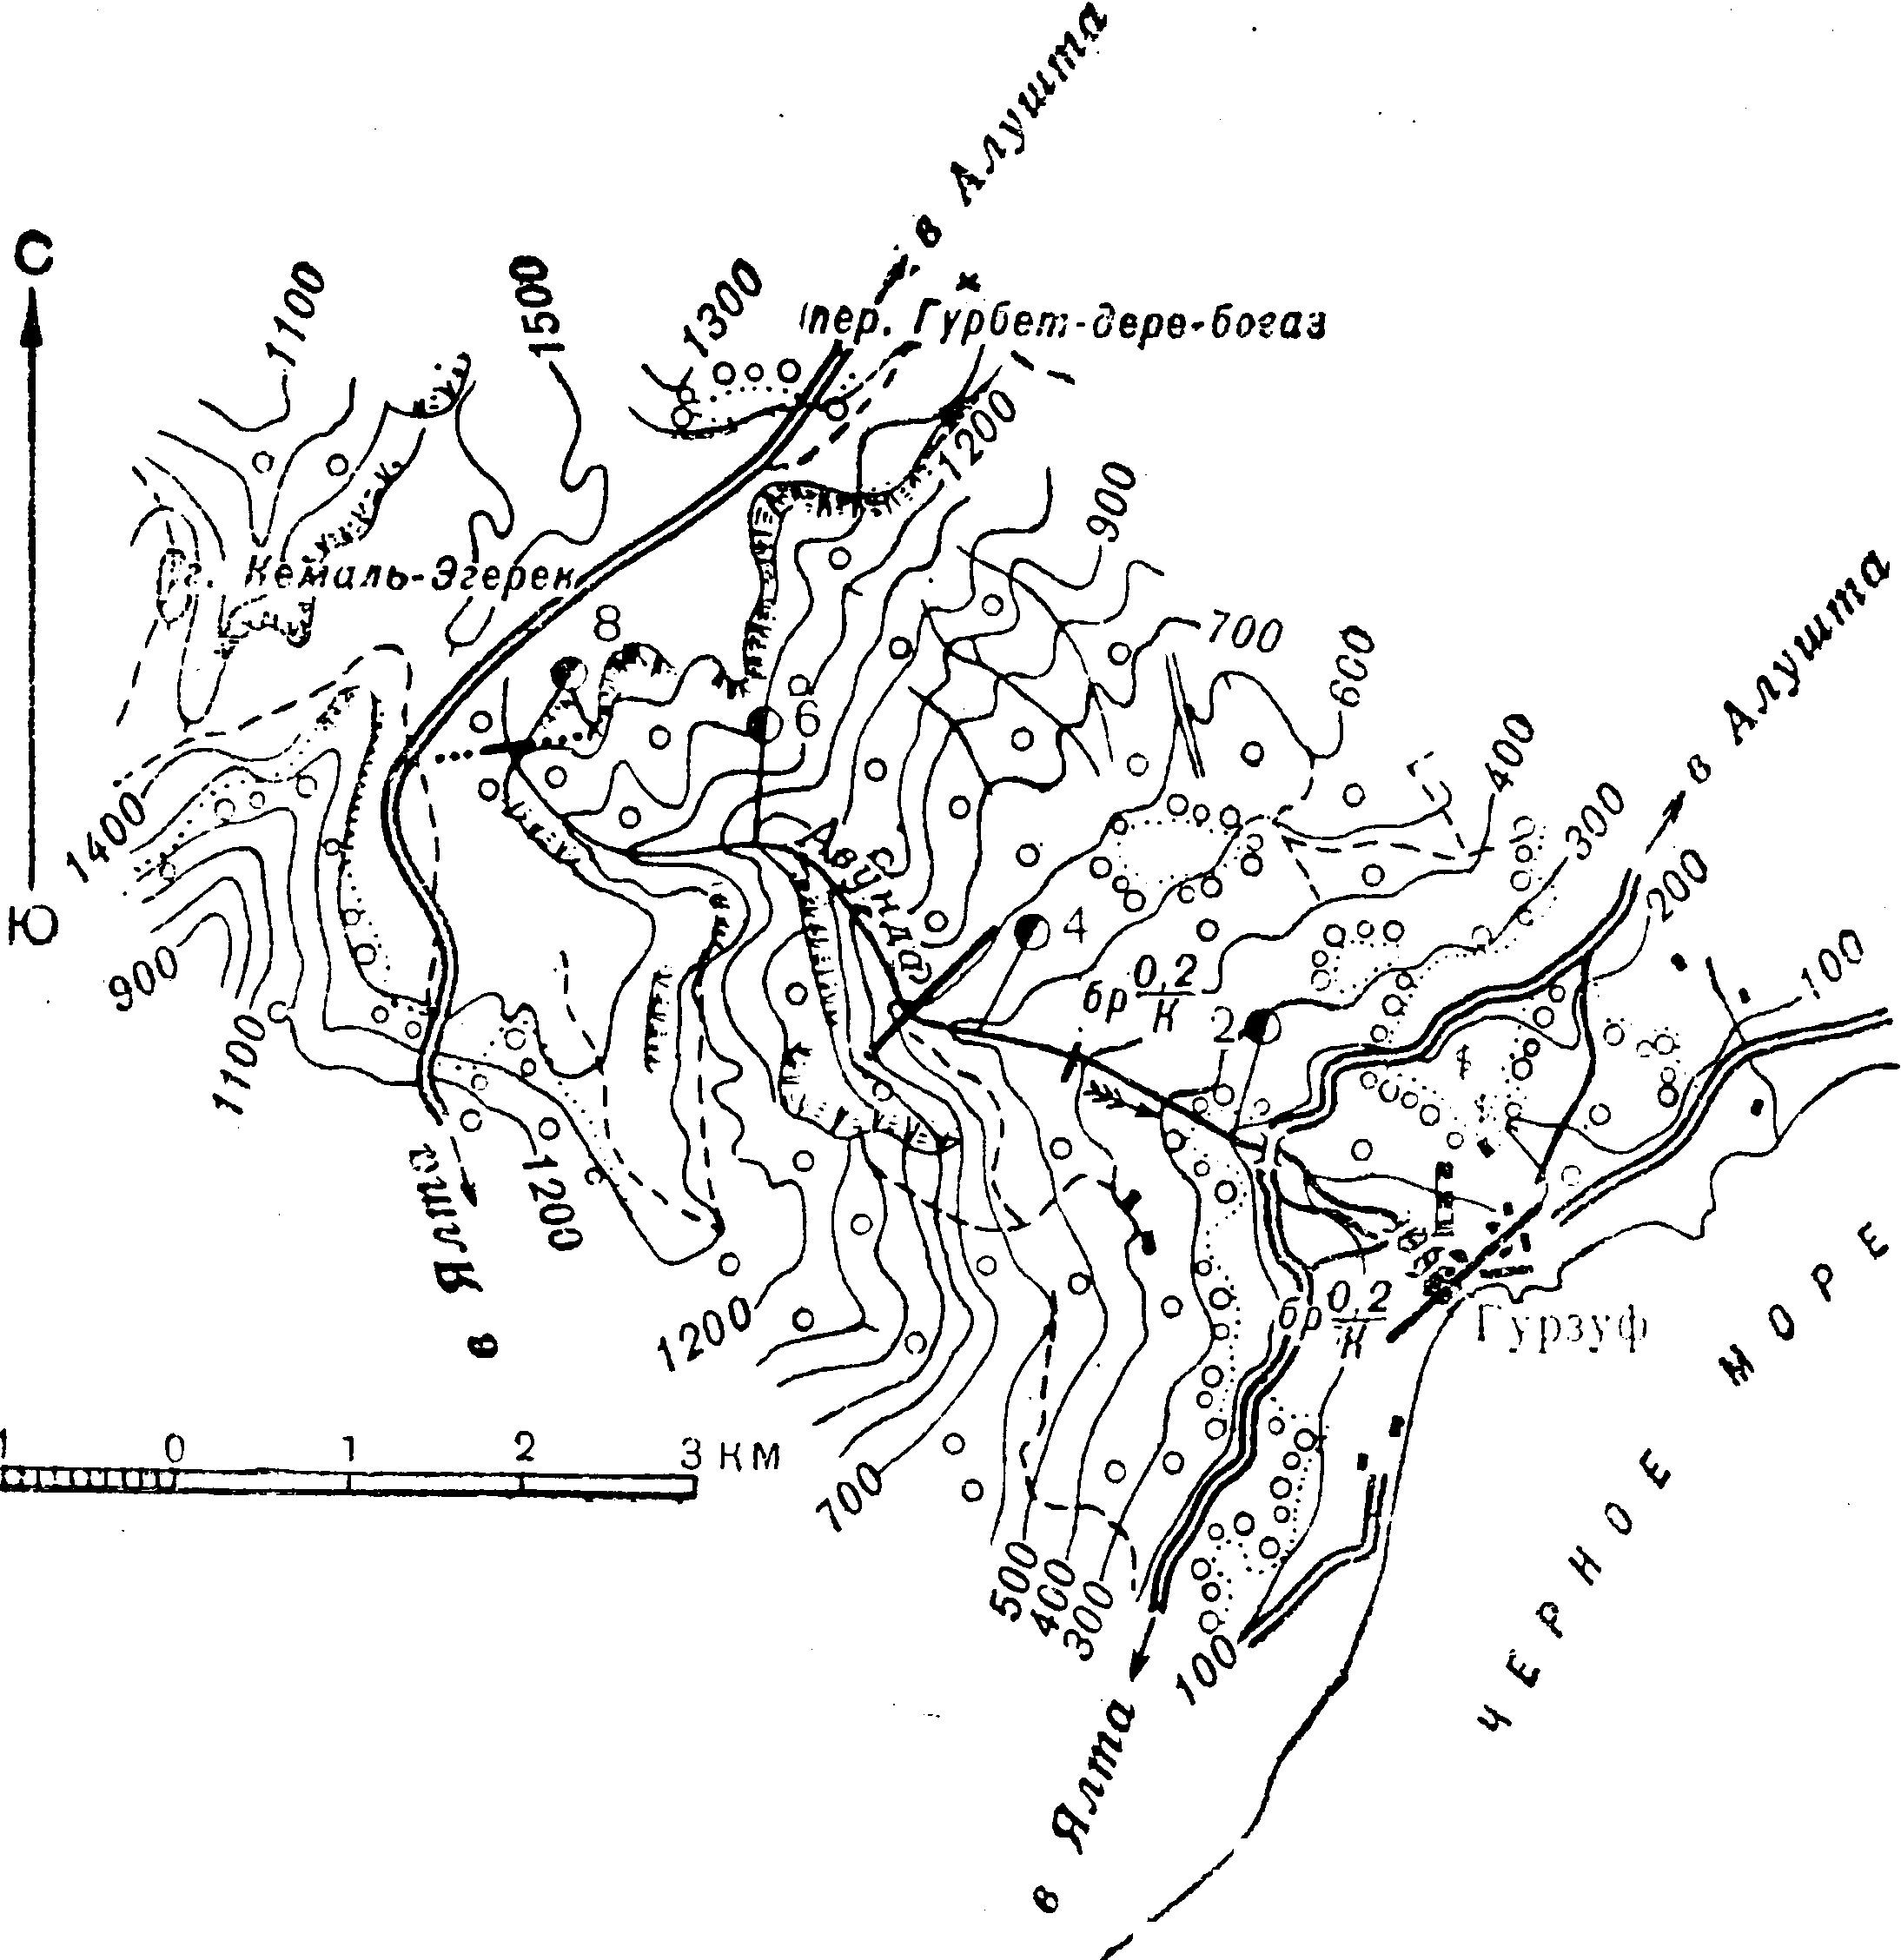 в Алушта
С
1100
1500
1300
пер. Гурбет-дере-богаз
1200
900
г. Кемаль-Эгерек
8
700
600
в Алушта
6
400
300
1400
Ю
Авунда
200
900
4
бр 0,2
К
2
100
1100
1200
в Ялта
1200
бр 0,2
К
Гурзуф
1 0 1 2 3 км
700
500
400
300
100
в Ялта
ЧЕРНОЕ МОРЕ